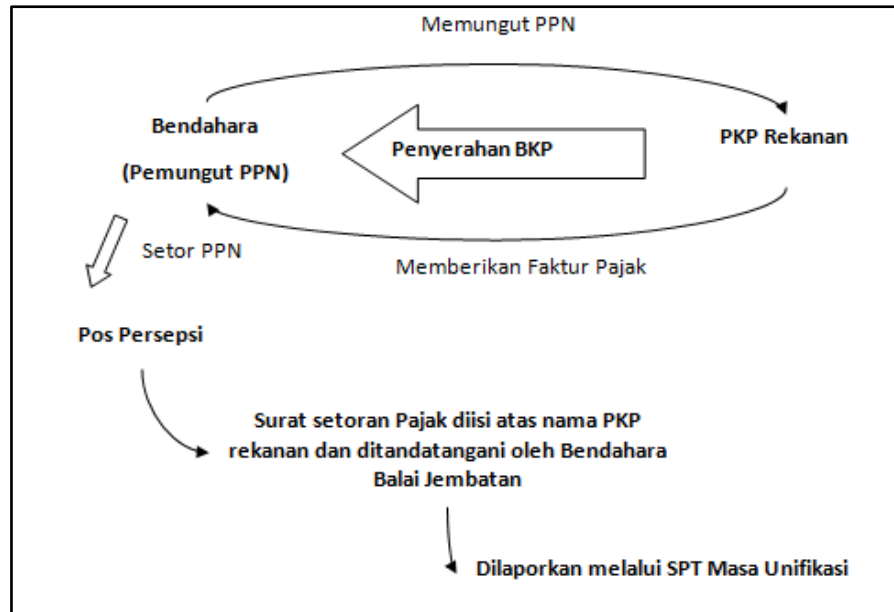 Memungut PPN
Bendahara
(Pemungut PPN)
Penyerahan BKP
PKP Rekanan
Setor PPN
Memberikan Faktur Pajak
Pos Persepsi
Surat setoran Pajak diisi atas nama PKP
rekanan dan ditandatangani oleh Bendahara
Balai Jembatan
Dilaporkan melalui SPT Masa Unifikasi